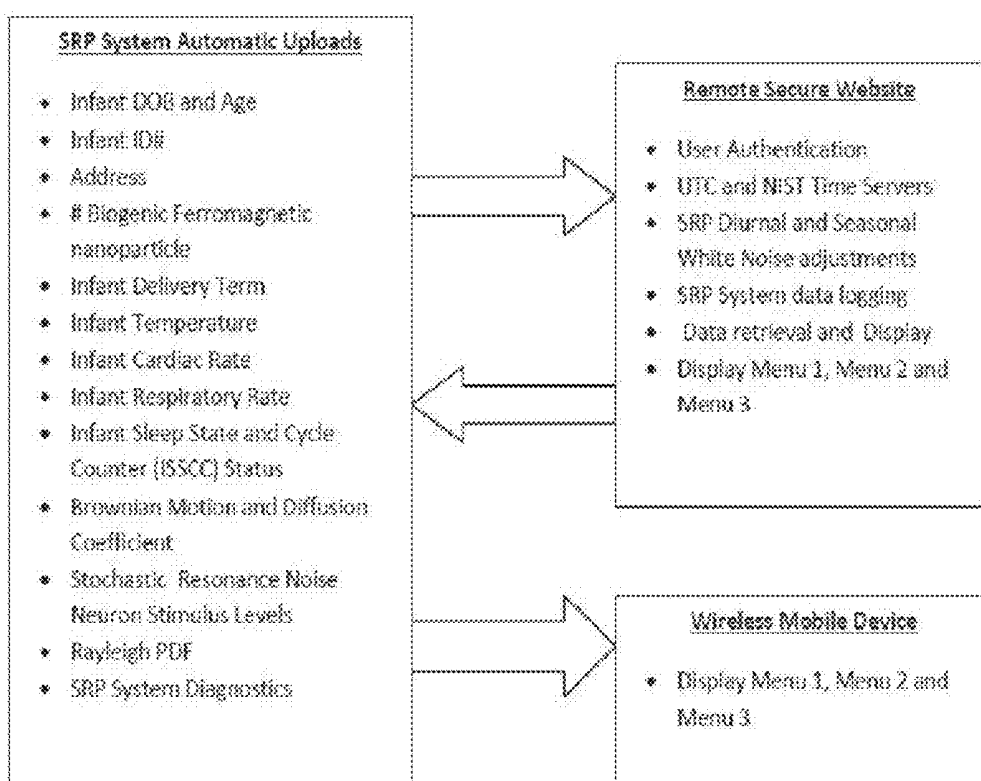 SRP System Automatic Uploads
• Infant DOB and Age
• Infant ID#
• Address
• # Biogenic Ferromagnetic
nanoparticle
• Infant Delivery Term
• Infant Temperature
• Infant Cardiac Rate
• Infant Respiratory Rate
• Infant Sleep State and Cycle
Counter (ISSCC) Status
• Brownian Motion and Diffusion
Coefficient
• Stochastic Resonance Noise
Neuron Stimulus Levels
• Rayleigh PDF
• SRP System Diagnostics
Remote Secure Website
• User Authentication
• UTC and NIST Time Servers
• SRP Diurnal and Seasonal
White Noise adjustments
• SRP System data logging
• Data retrieval and Display
• Display Menu 1, Menu 2 and
Menu 3
Wireless Mobile Device
• Display Menu 1, Menu 2 and
Menu 3